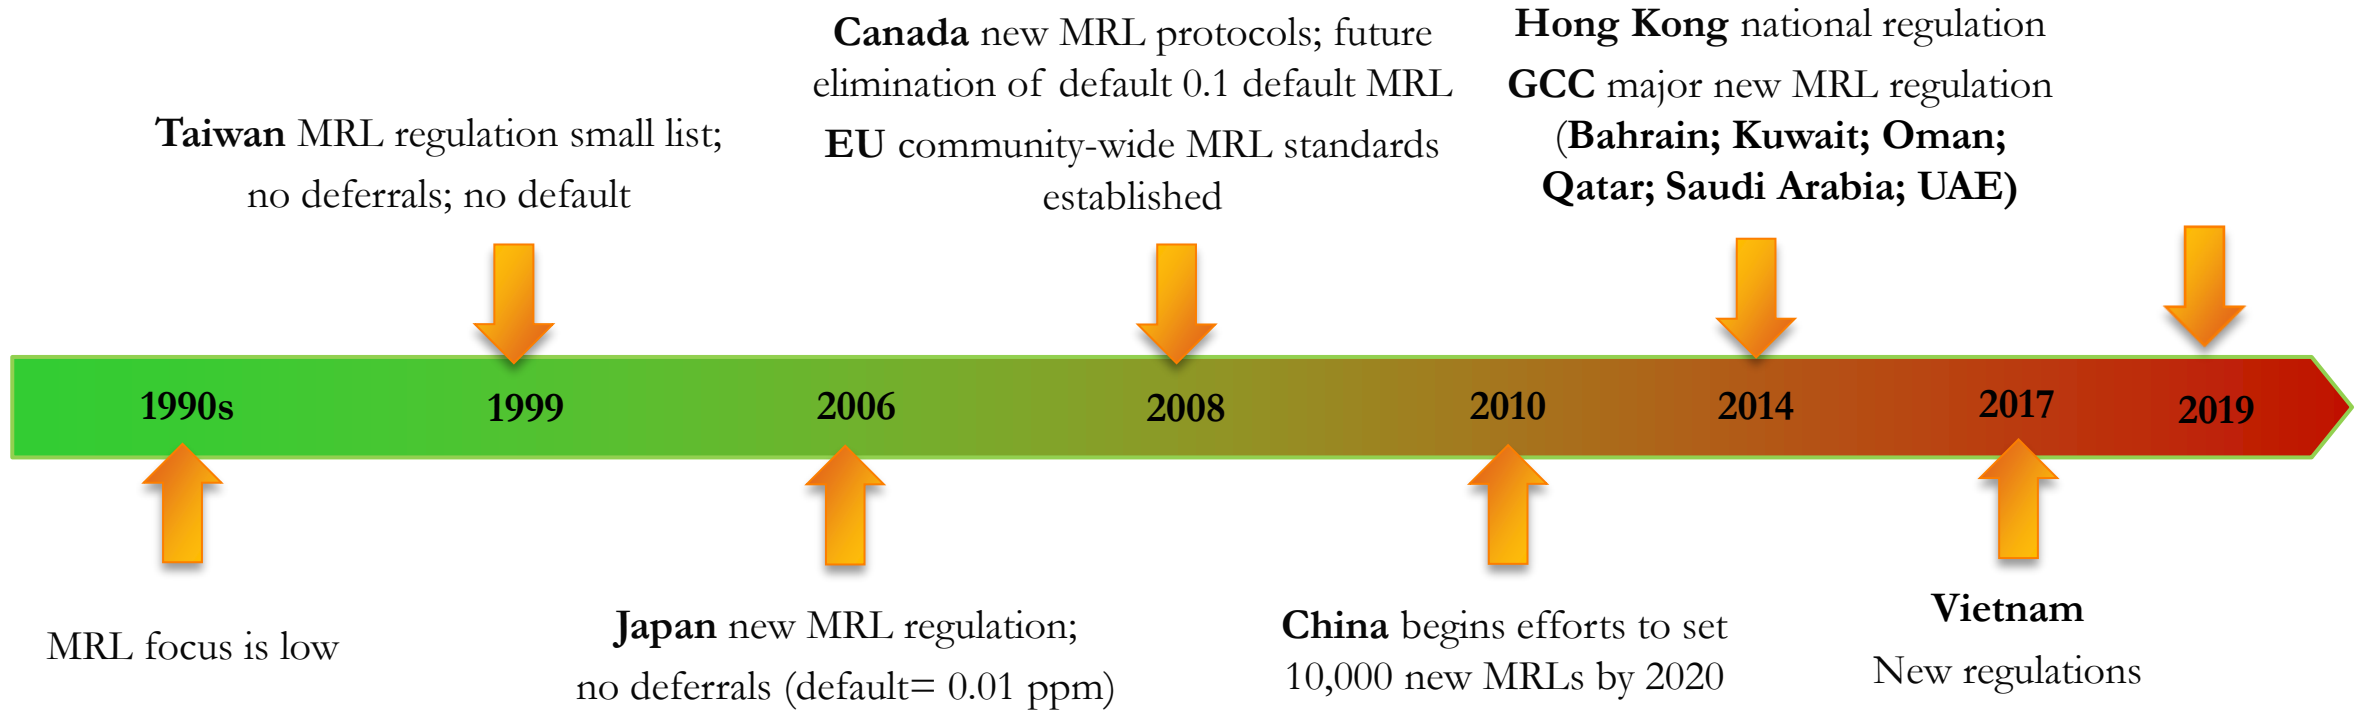 Taiwan MRL regulation small list;
no deferrals; no default
Canada new MRL protocols; future
elimination of default 0.1 default MRL
EU community-wide MRL standards
established
Hong Kong national regulation
GCC major new MRL regulation
(Bahrain; Kuwait; Oman;
Qatar; Saudi Arabia; UAE)
1990s 1999 2006 2008 2010 2014 2017 2019
MRL focus is low
Japan new MRL regulation;
no deferrals (default= 0.01 ppm)
China begins efforts to set
10,000 new MRLs by 2020
Vietnam
New regulations